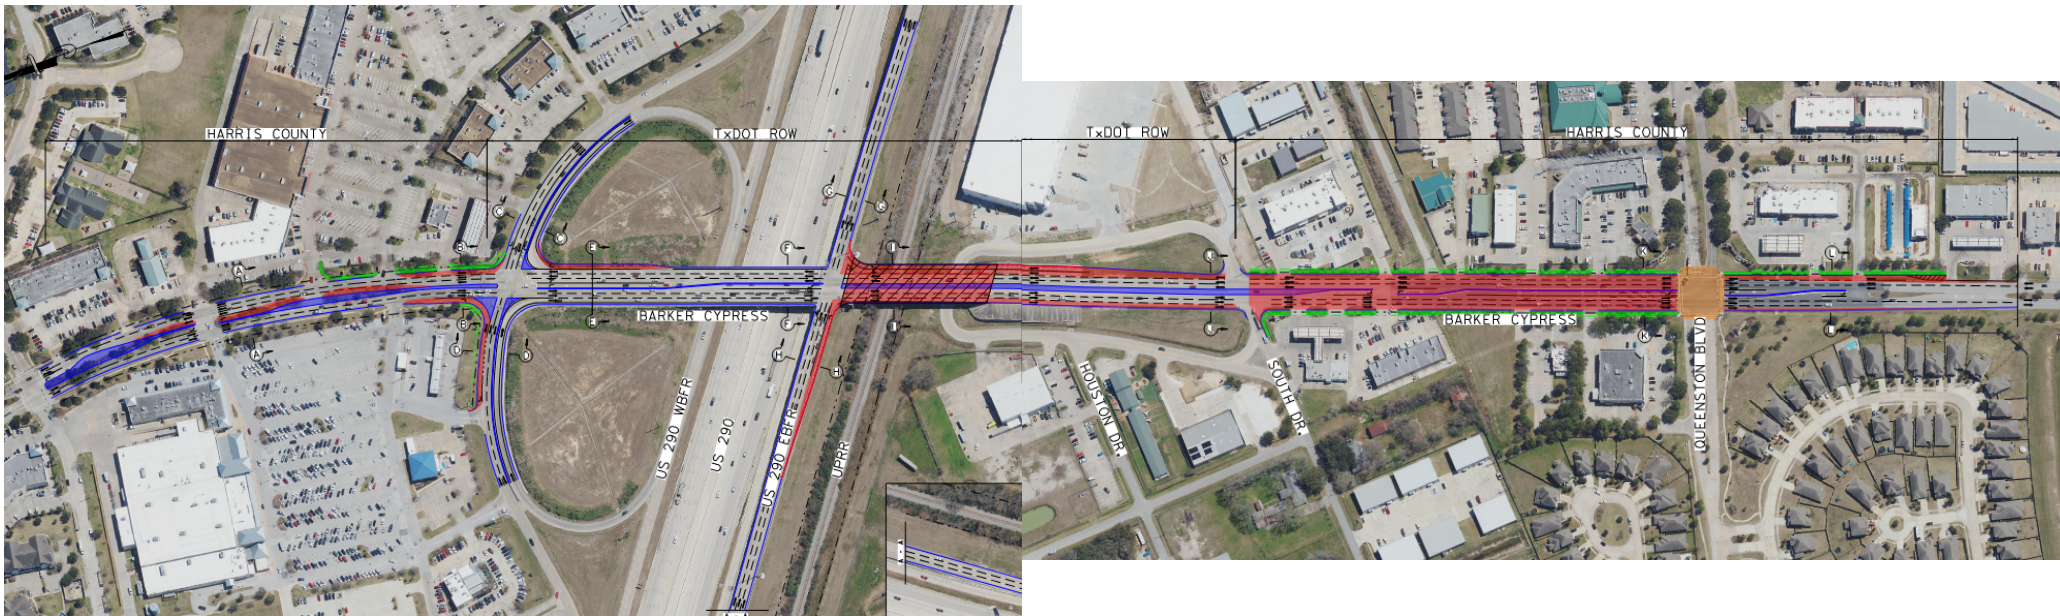 HARRIS COUNTY
TxDOT ROW
TxDOT ROW
HARRIS COUNTY
A
A
B
B
C
C
D
D
E
E
F
F
G
G
H
H
I
I
J
J
K
K
L
BARKER CYPRESS
BARKER CYPRESS
US 290 WBFR
US 290
US 290 EBFR
UPRR
HOUSTON DR.
SOUTH DR.
QUEENSTON BLVD